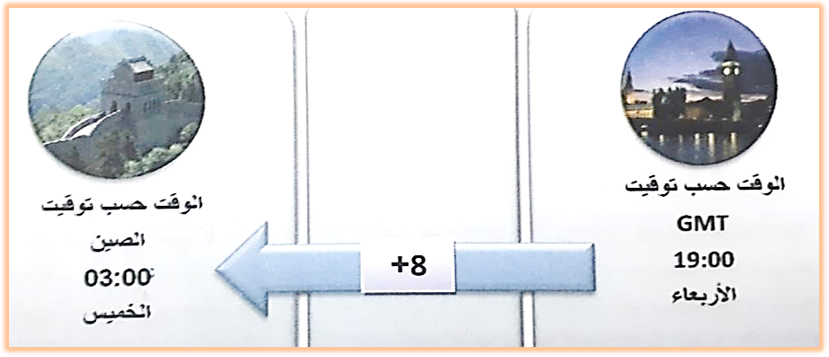 الوقت حسب توقيت
GMT
19:00
الأربعاء
+8
الوقت حسب توقيت
الصين
03:00
الخميس